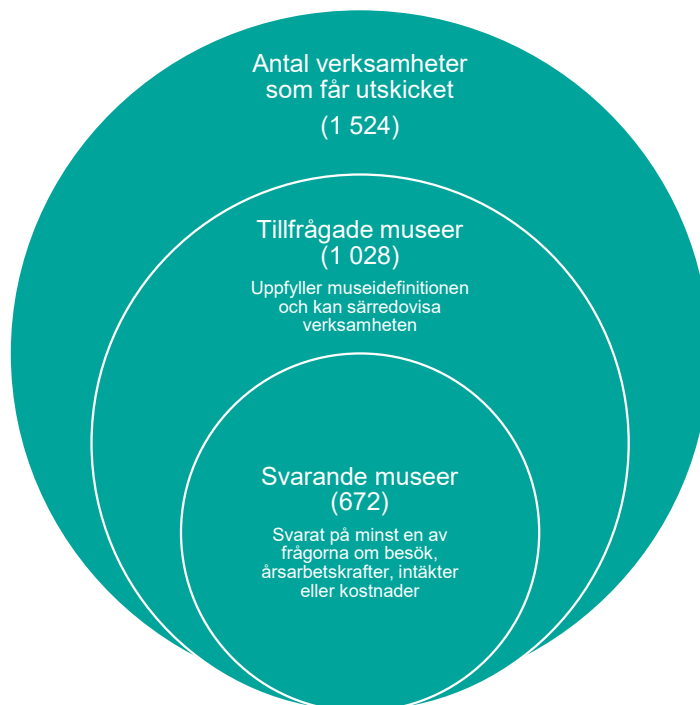 Antal verksamheter
som får utskicket
(1 524)
Tillfrågade museer
(1 028)
Uppfyller museidefinitionen
och kan särredovisa
verksamheten
Svarande museer
(672)
Svarat på minst en av
frågorna om besök,
årsarbetskrafter, intäkter
eller kostnader